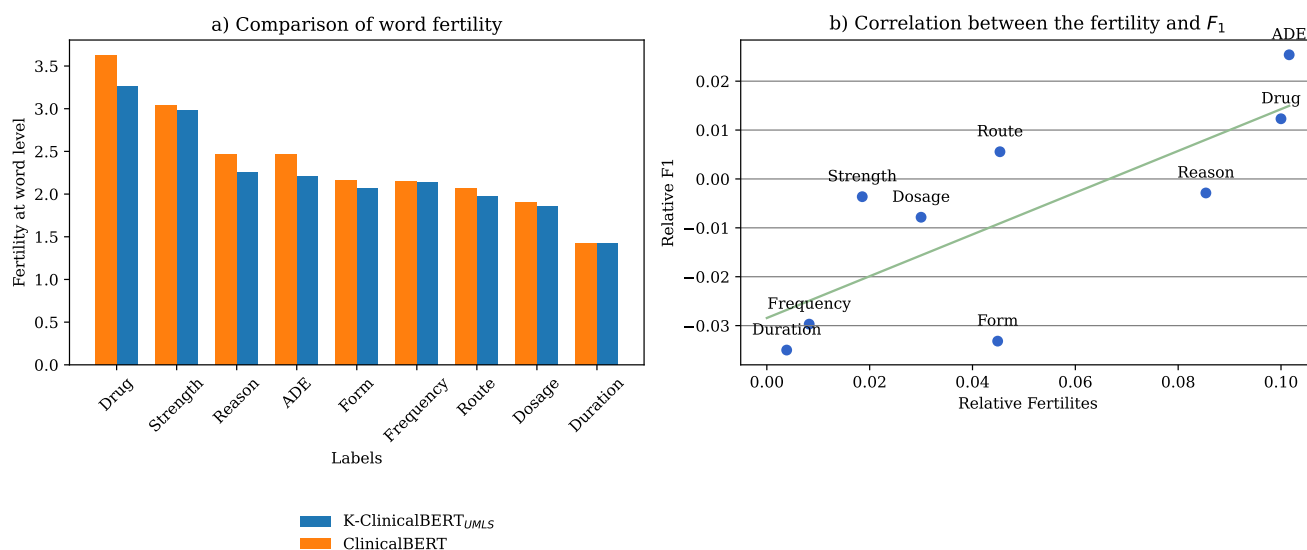 a) Comparison of word fertility
Fertility at word level
3.5
3.0
2.5
2.0
1.5
1.0
0.5
0.0
Drug
Strength
Reason
ADE
Form
Frequency
Route
Dosage
Duration
Labels
K-ClinicalBERT_UMLS
ClinicalBERT
b) Correlation between the fertility and F₁
Relative F1
0.02
0.01
0.00
−0.01
−0.02
−0.03
ADE
Drug
Route
Reason
Strength
Dosage
Frequency
Form
Duration
0.00 0.02 0.04 0.06 0.08 0.10
Relative Fertilites